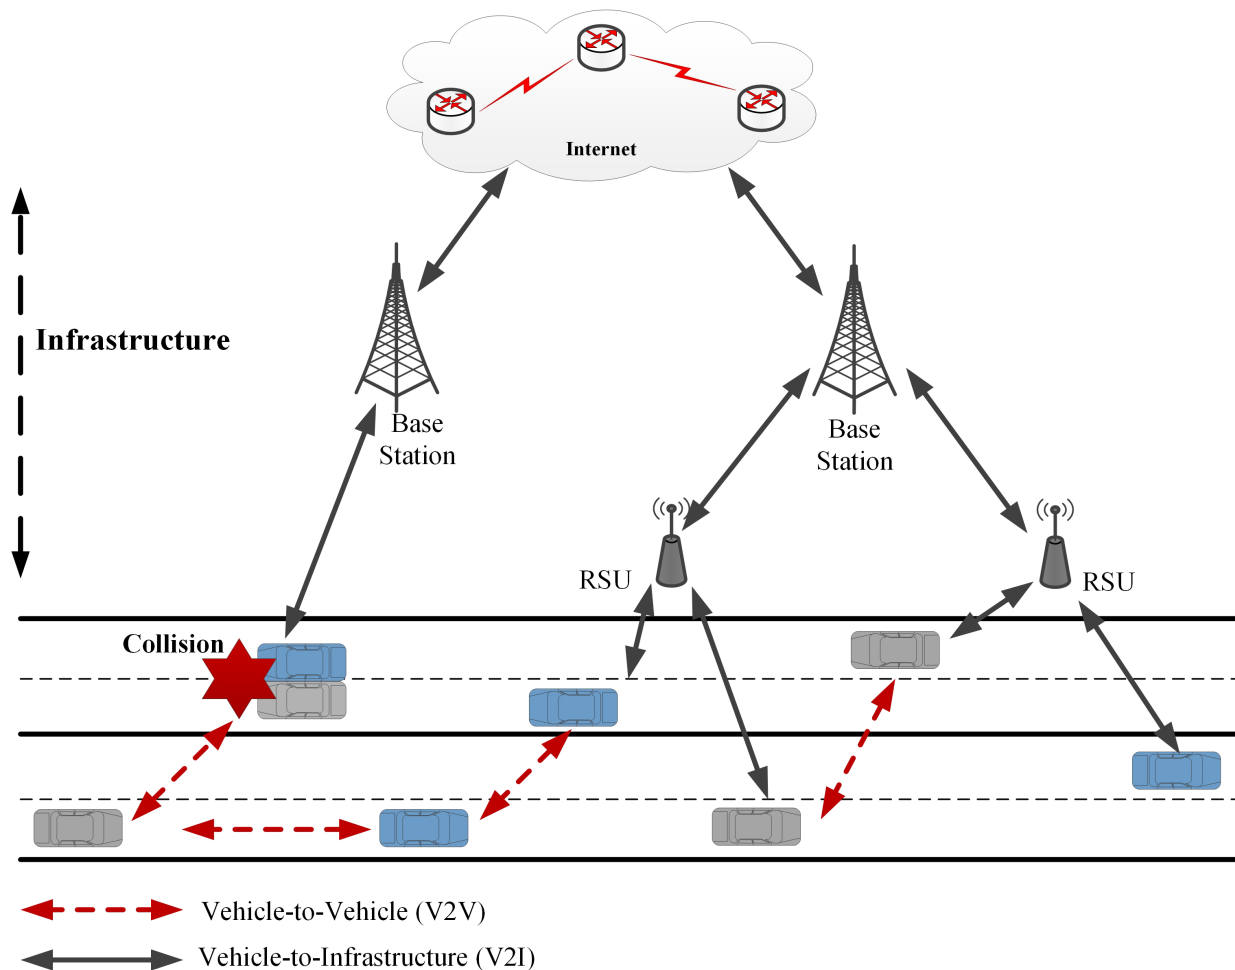 Internet
Infrastructure
Base
Station
Base
Station
RSU
RSU
Collision
Vehicle-to-Vehicle (V2V)
Vehicle-to-Infrastructure (V2I)